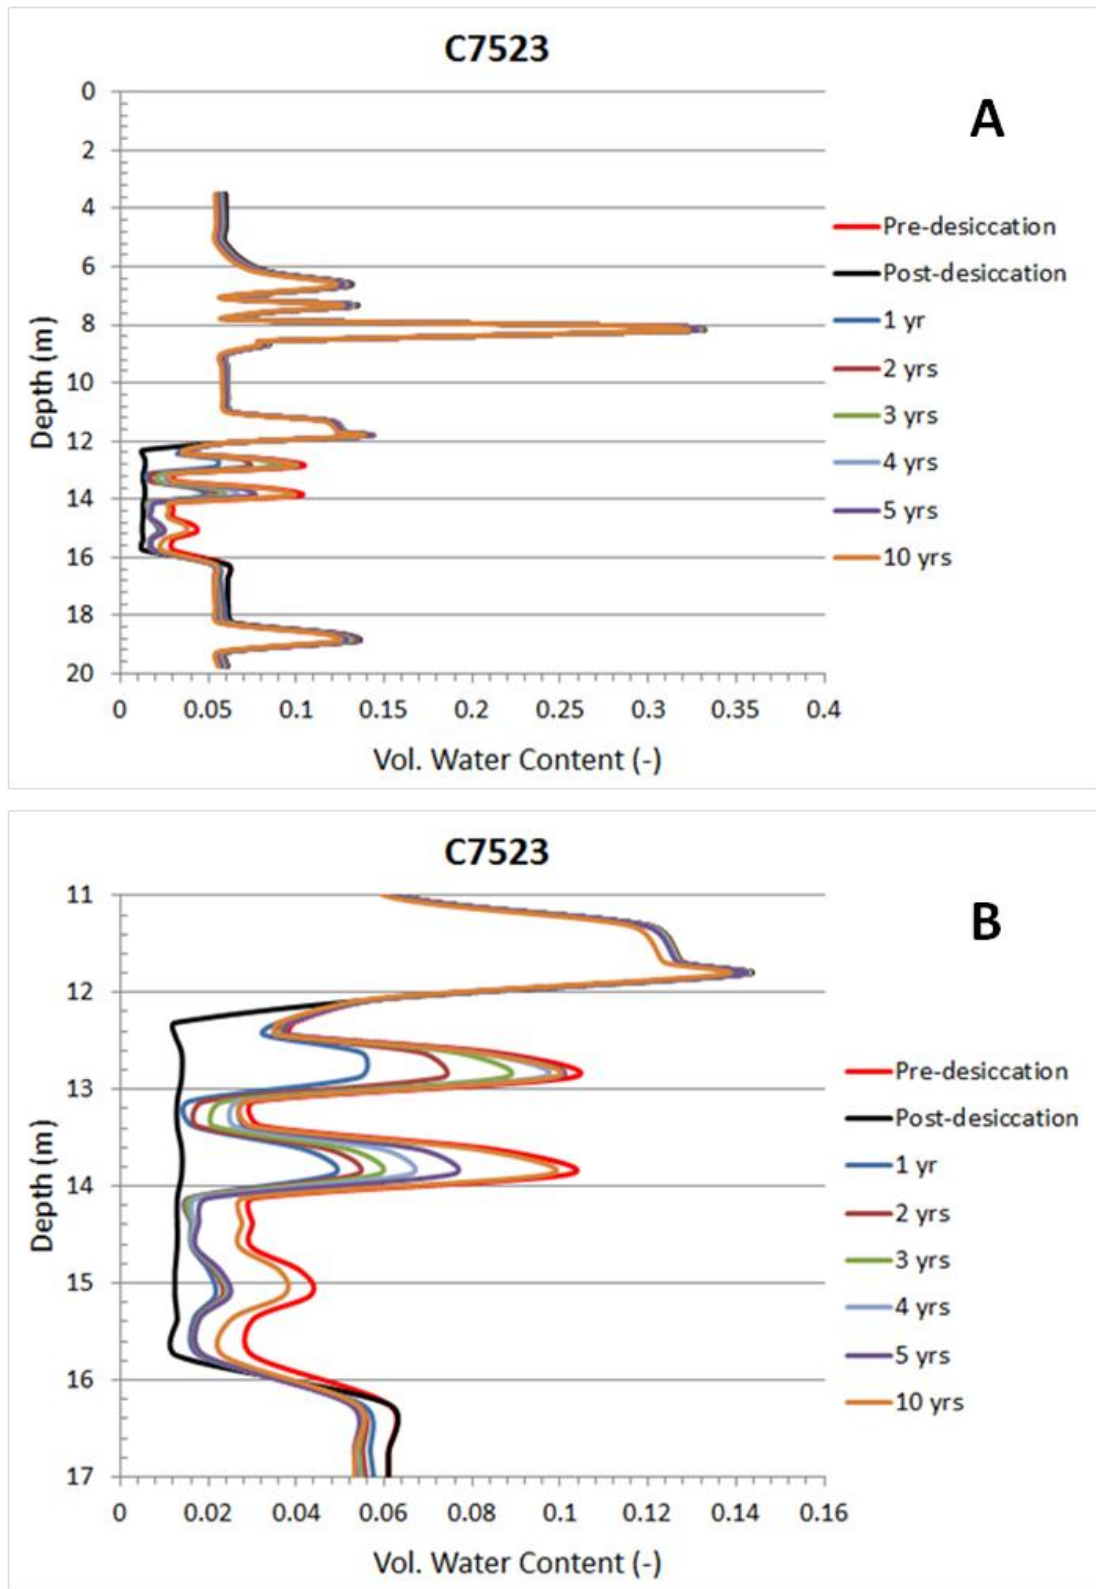 C7523
A
0
2
4
6
8
10
12
14
16
18
20
Depth (m)
0 0.05 0.1 0.15 0.2 0.25 0.3 0.35 0.4
Vol. Water Content (-)
Pre-desiccation
Post-desiccation
1 yr
2 yrs
3 yrs
4 yrs
5 yrs
10 yrs
C7523
B
11
12
13
14
15
16
17
Depth (m)
0 0.02 0.04 0.06 0.08 0.1 0.12 0.14 0.16
Vol. Water Content (-)
Pre-desiccation
Post-desiccation
1 yr
2 yrs
3 yrs
4 yrs
5 yrs
10 yrs